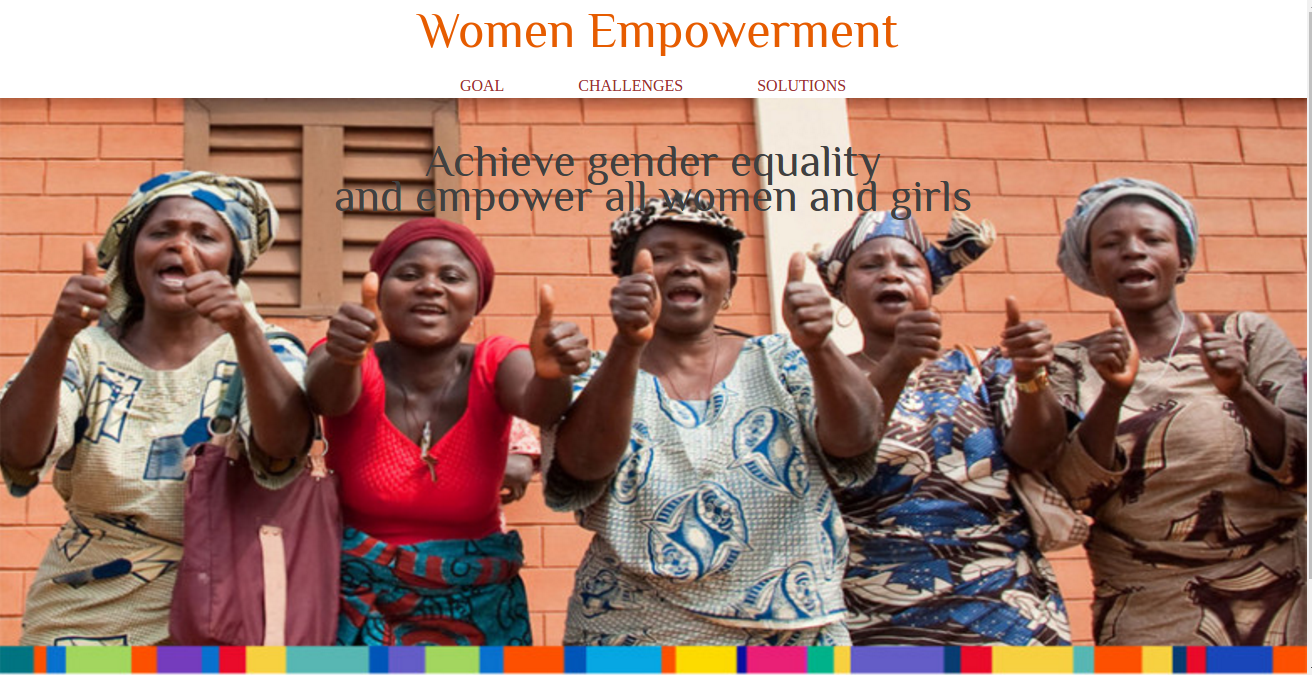 Women Empowerment
GOAL CHALLENGES SOLUTIONS
Achieve gender equality
and empower all women and girls